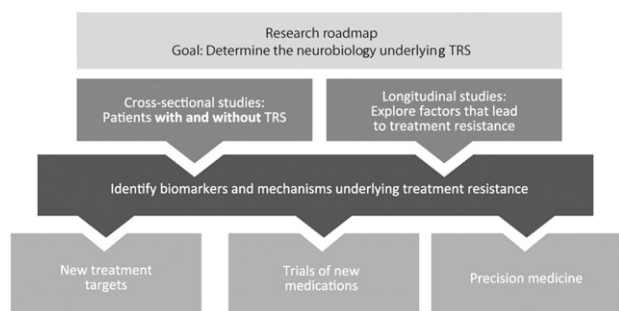 Research roadmap
Goal: Determine the neurobiology underlying TRS
Cross-sectional studies:
Patients with and without TRS
Longitudinal studies:
Explore factors that lead
to treatment resistance
Identify biomarkers and mechanisms underlying treatment resistance
New treatment
targets
Trials of new
medications
Precision medicine